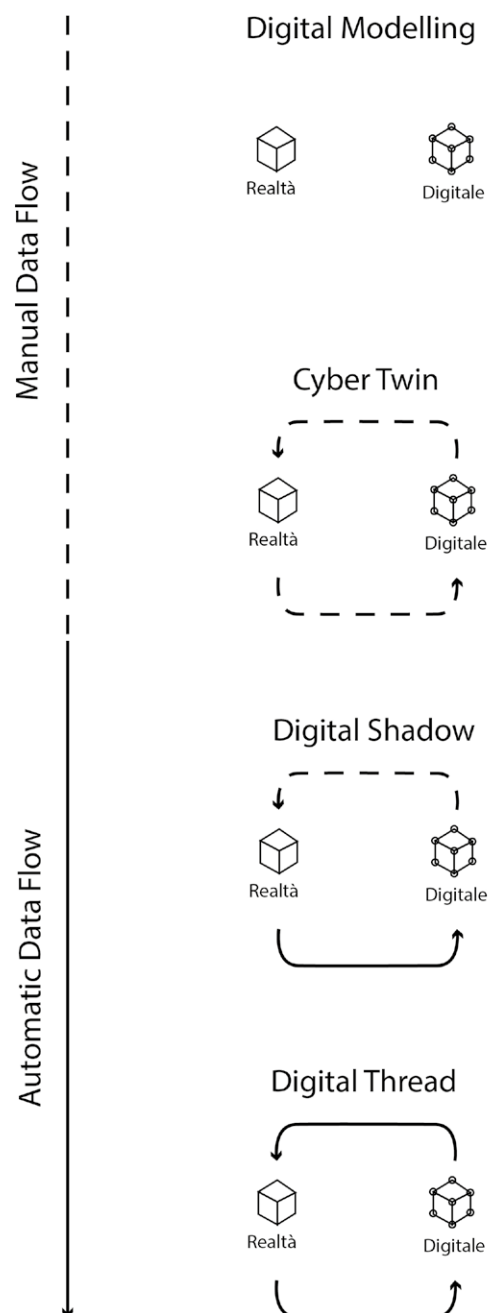 Digital Modelling
Realtà
Digitale
Manual Data Flow
Cyber Twin
Realtà
Digitale
Digital Shadow
Realtà
Digitale
Automatic Data Flow
Digital Thread
Realtà
Digitale